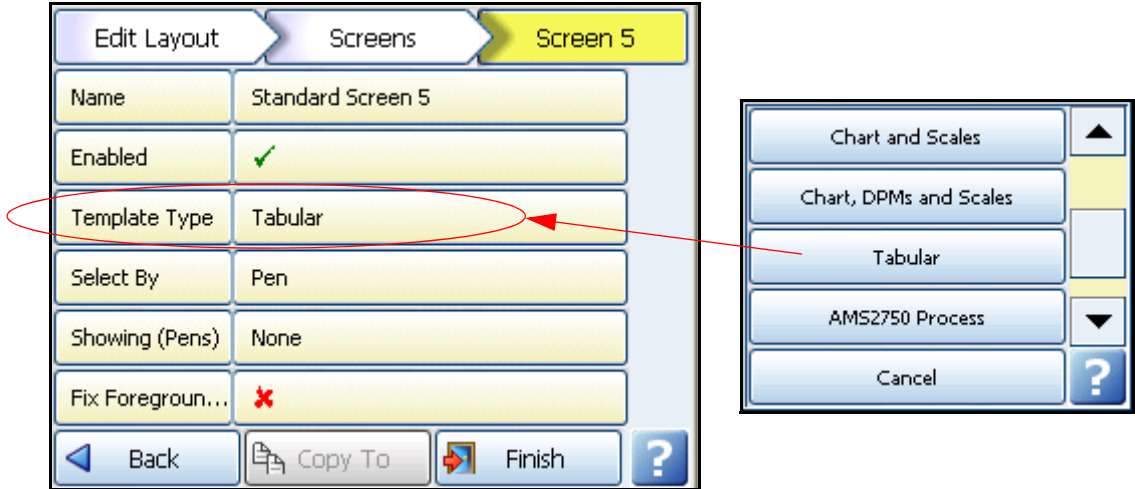 Edit Layout
Screens
Screen 5
Name
Standard Screen 5
Enabled
Template Type
Tabular
Select By
Pen
Showing (Pens)
None
Fix Foregroun...
Back
Copy To
Finish
?
Chart and Scales
Chart, DPMs and Scales
Tabular
AMS2750 Process
Cancel
?